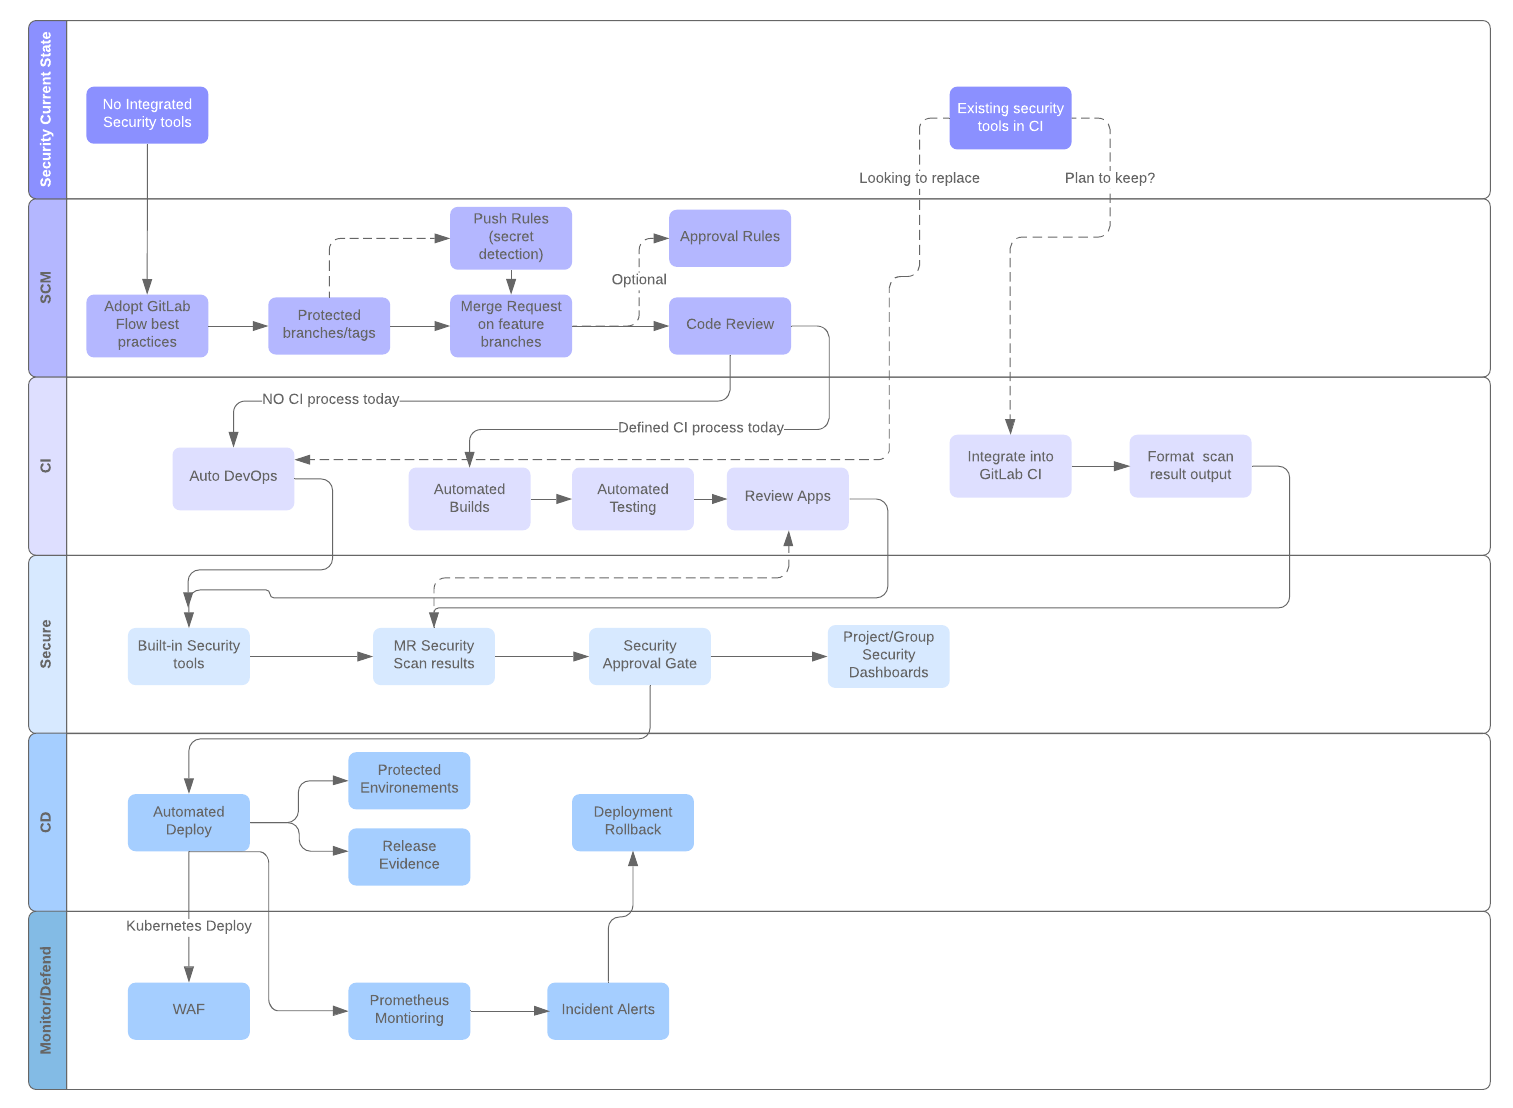 Security Current State
No Integrated
Security tools
Existing security
tools in CI
Looking to replace
Plan to keep?
SCM
Push Rules
(secret
detection)
Approval Rules
Optional
Adopt GitLab
Flow best
practices
Protected
branches/tags
Merge Request
on feature
branches
Code Review
CI
NO CI process today
Defined CI process today
Auto DevOps
Automated
Builds
Automated
Testing
Review Apps
Integrate into
GitLab CI
Format  scan
result output
Secure
Built-in Security
tools
MR Security
Scan results
Security
Approval Gate
Project/Group
Security
Dashboards
CD
Protected
Environements
Automated
Deploy
Release
Evidence
Deployment
Rollback
Monitor/Defend
Kubernetes Deploy
WAF
Prometheus
Montioring
Incident Alerts